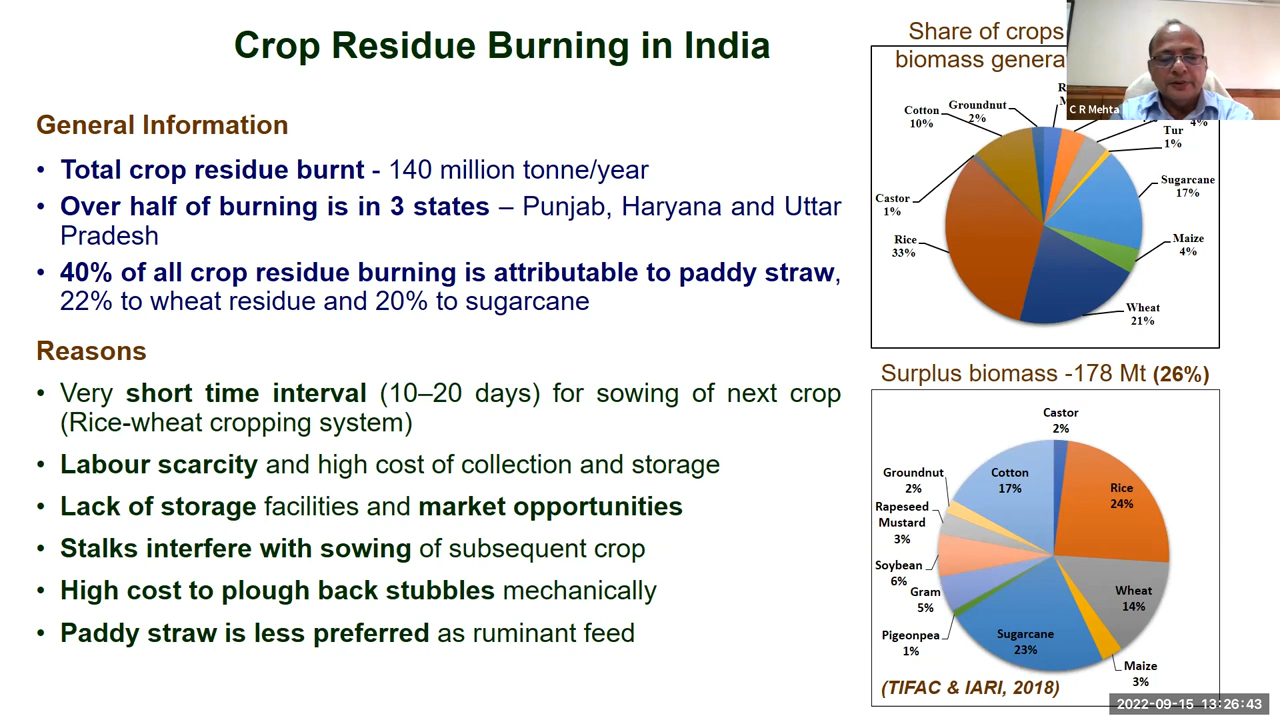 Crop Residue Burning in India
General Information
• Total crop residue burnt - 140 million tonne/year
• Over half of burning is in 3 states – Punjab, Haryana and Uttar
Pradesh
• 40% of all crop residue burning is attributable to paddy straw,
22% to wheat residue and 20% to sugarcane
Reasons
• Very short time interval (10–20 days) for sowing of next crop
(Rice-wheat cropping system)
• Labour scarcity and high cost of collection and storage
• Lack of storage facilities and market opportunities
• Stalks interfere with sowing of subsequent crop
• High cost to plough back stubbles mechanically
• Paddy straw is less preferred as ruminant feed
Share of crops
biomass genera
C R Mehta
Groundnut
2%
Cotton
10%
4%
Tur
1%
Sugarcane
17%
Castor
1%
Rice
33%
Maize
4%
Wheat
21%
Surplus biomass -178 Mt (26%)
Castor
2%
Cotton
17%
Groundnut
2%
Rice
24%
Rapeseed
Mustard
3%
Soybean
6%
Gram
5%
Wheat
14%
Pigeonpea
1%
Sugarcane
23%
Maize
3%
(TIFAC & IARI, 2018)
2022-09-15 13:26:43